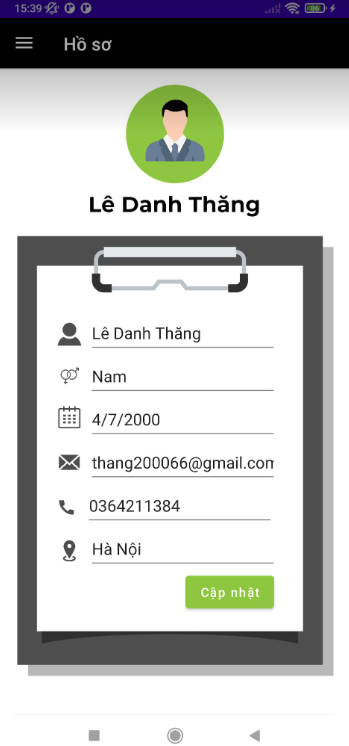 15:39
86
Hồ sơ
Lê Danh Thăng
Lê Danh Thăng
Nam
4/7/2000
thang200066@gmail.com
0364211384
Hà Nội
Cập nhật